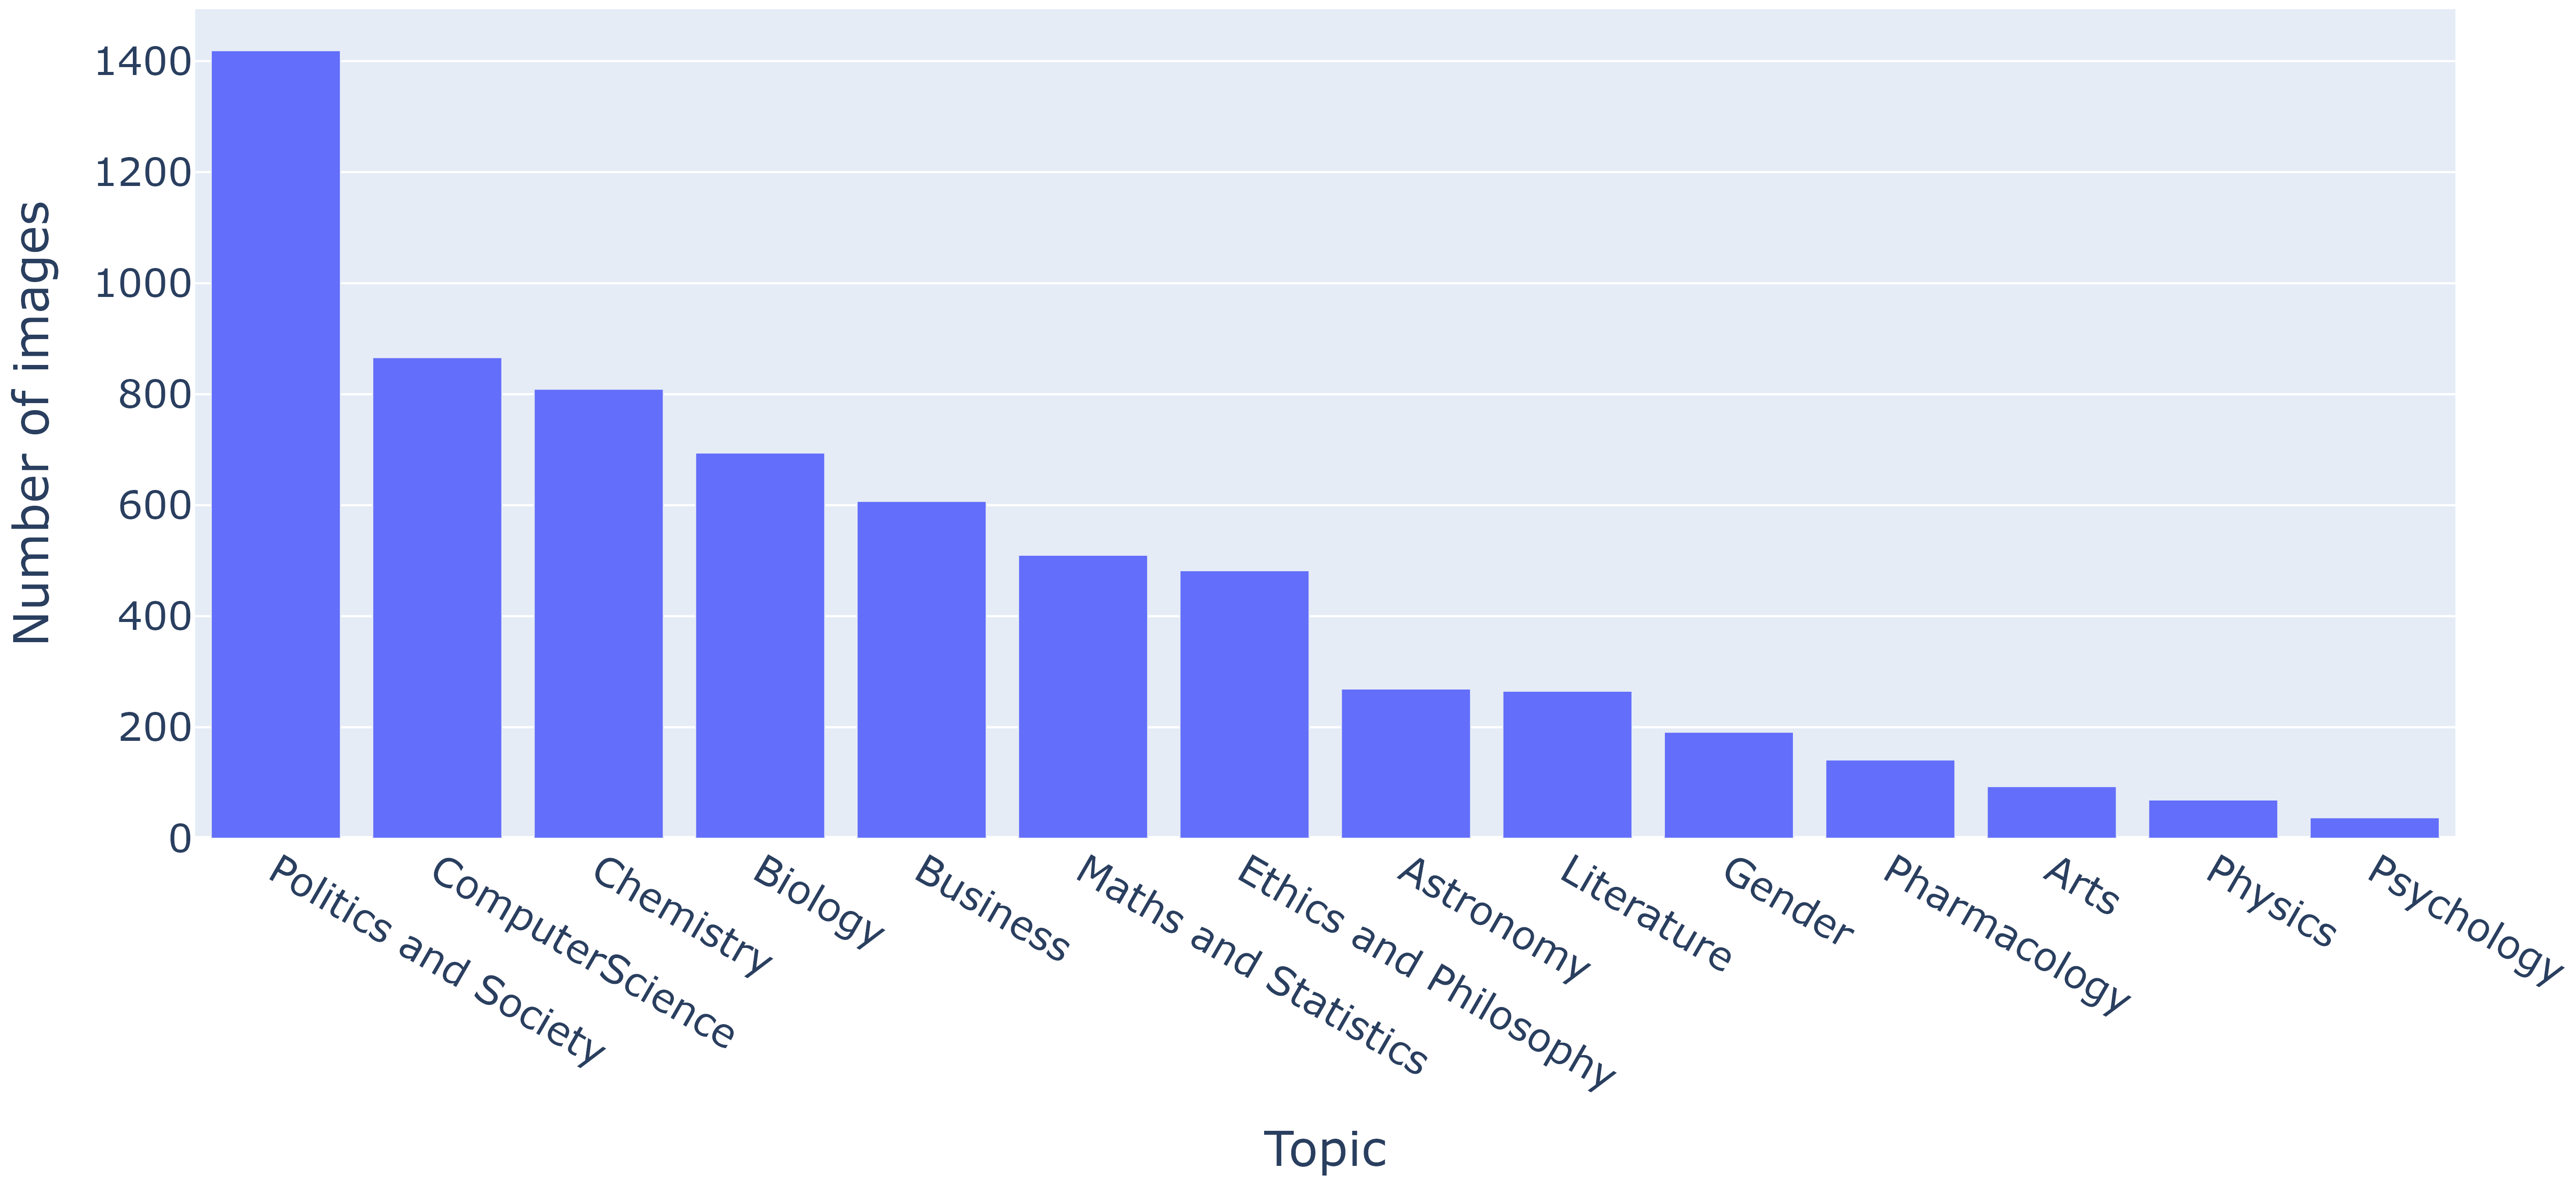 Number of images
1400
1200
1000
800
600
400
200
0
Politics and Society
ComputerScience
Chemistry
Biology
Business
Maths and Statistics
Ethics and Philosophy
Astronomy
Literature
Gender
Pharmacology
Arts
Physics
Psychology
Topic